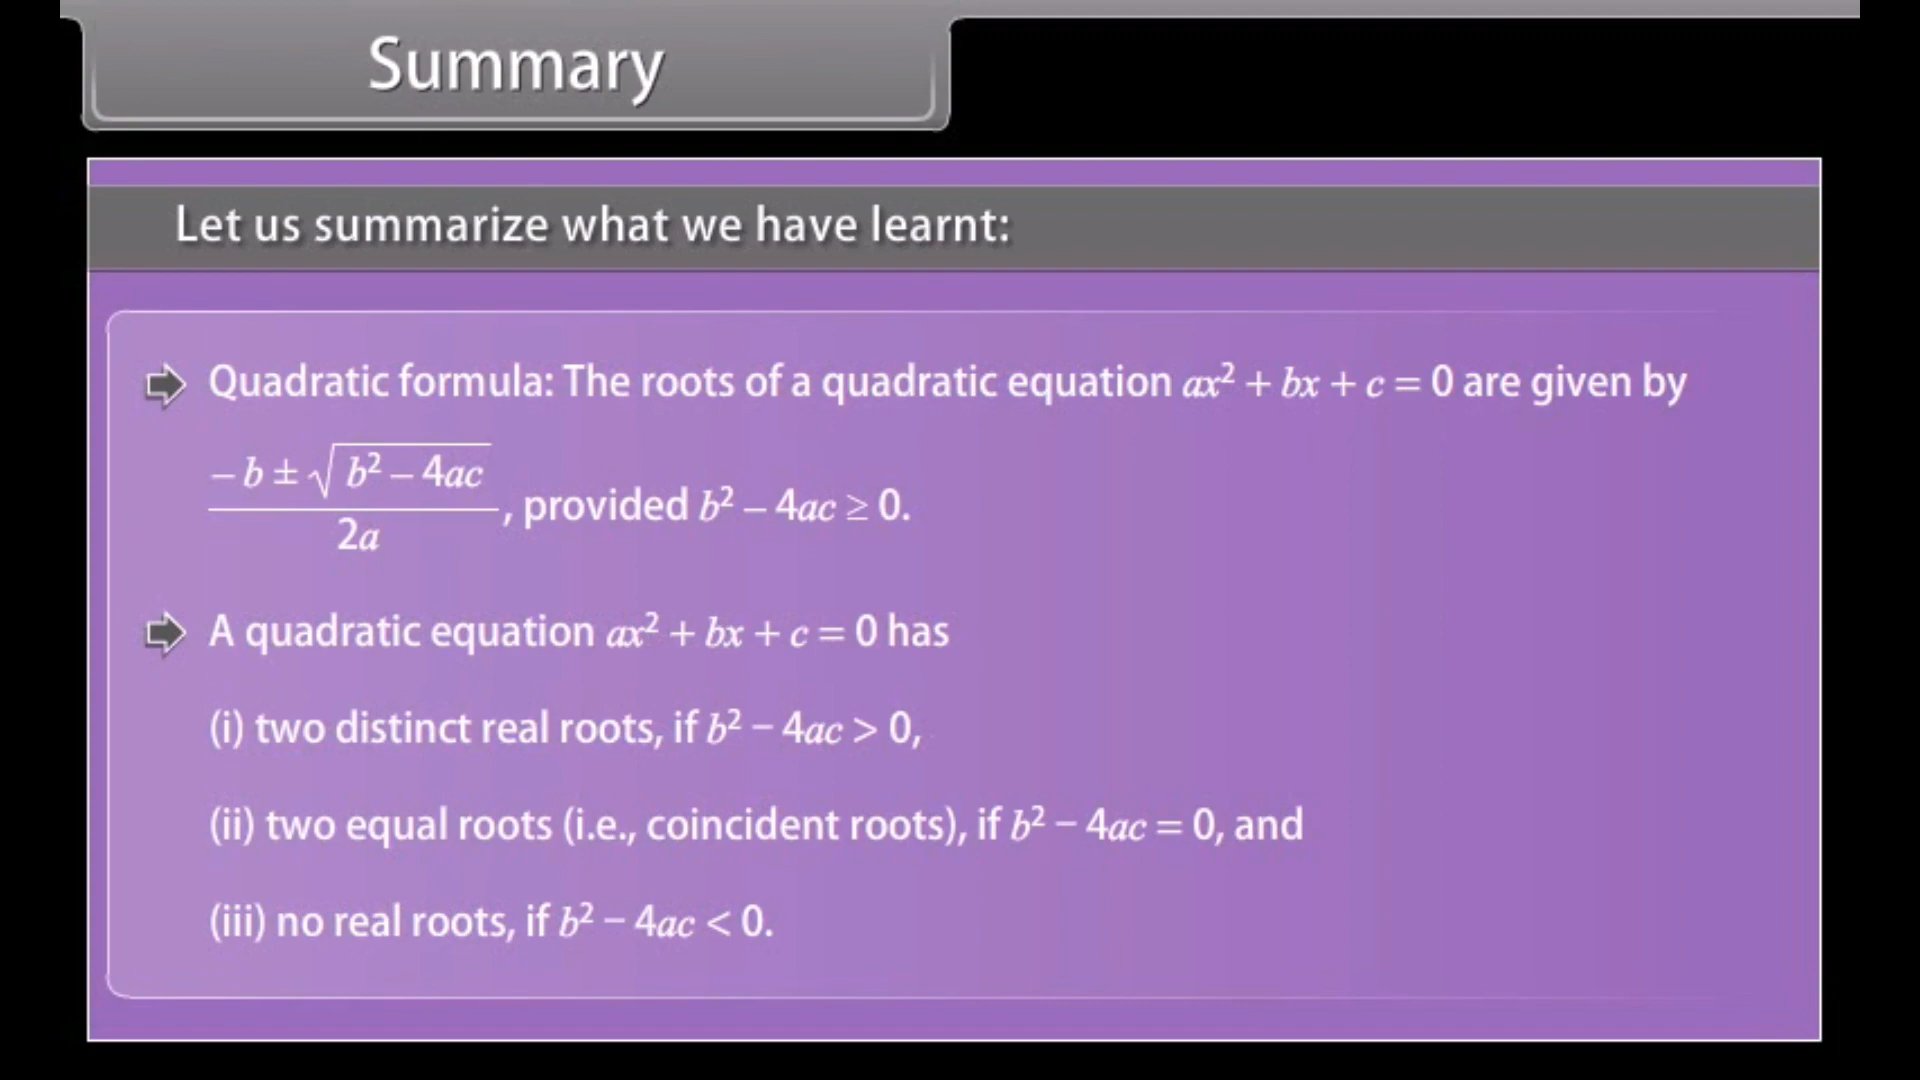 Summary
Let us summarize what we have learnt:
Quadratic formula: The roots of a quadratic equation ax² + bx + c = 0 are given by
– b ± √b² – 4ac
2a
, provided b² – 4ac ≥ 0.
A quadratic equation ax² + bx + c = 0 has
(i) two distinct real roots, if b² – 4ac > 0,
(ii) two equal roots (i.e., coincident roots), if b² – 4ac = 0, and
(iii) no real roots, if b² – 4ac < 0.